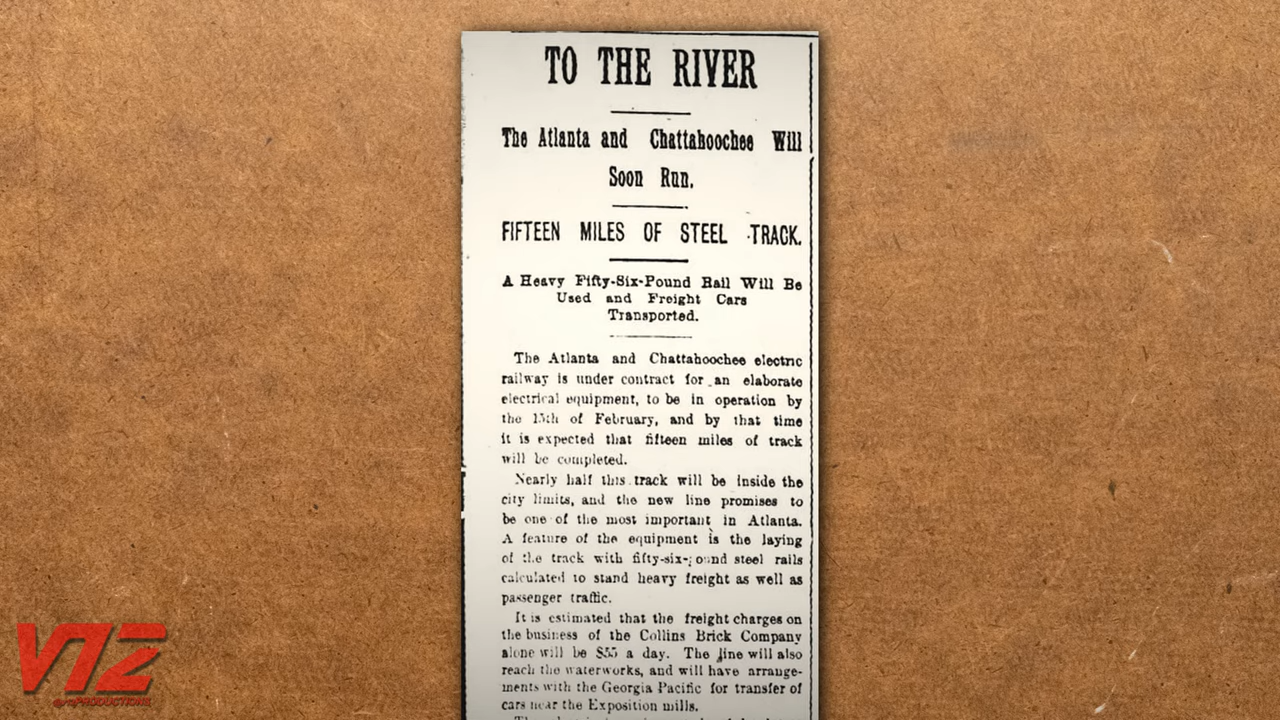 TO THE RIVER
The Atlanta and Chattahoochee Will
Soon Run.
FIFTEEN MILES OF STEEL TRACK.
A Heavy Fifty-Six-Pound Rail Will Be
Used and Freight Cars
Transported.
The Atlanta and Chattahoochee electric
railway is under contract for an elaborate
electrical equipment, to be in operation by
the 15th of February, and by that time
it is expected that fifteen miles of track
will be completed.
Nearly half this track will be inside the
city limits, and the new line promises to
be one of the most important in Atlanta.
A feature of the equipment is the laying
of the track with fifty-six-pound steel rails
calculated to stand heavy freight as well as
passenger traffic.
It is estimated that the freight charges on
the business of the Collins Brick Company
alone will be $55 a day. The line will also
reach the waterworks, and will have arrange-
ments with the Georgia Pacific for transfer of
cars near the Exposition mills.
V12
@v12PRODUCTIONS